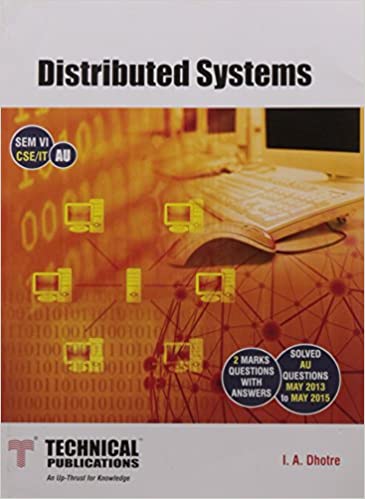 Distributed Systems
SEM VI
CSE/IT
AU
2 MARKS
QUESTIONS
WITH
ANSWERS
SOLVED
AU
QUESTIONS
MAY 2013
to MAY 2015
T
TECHNICAL
PUBLICATIONS
An Up-Thrust for Knowledge
I. A. Dhotre